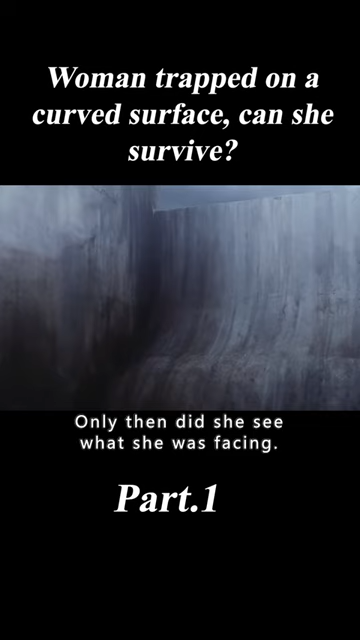 Woman trapped on a
curved surface, can she
survive?
Only then did she see
what she was facing.
Part.1